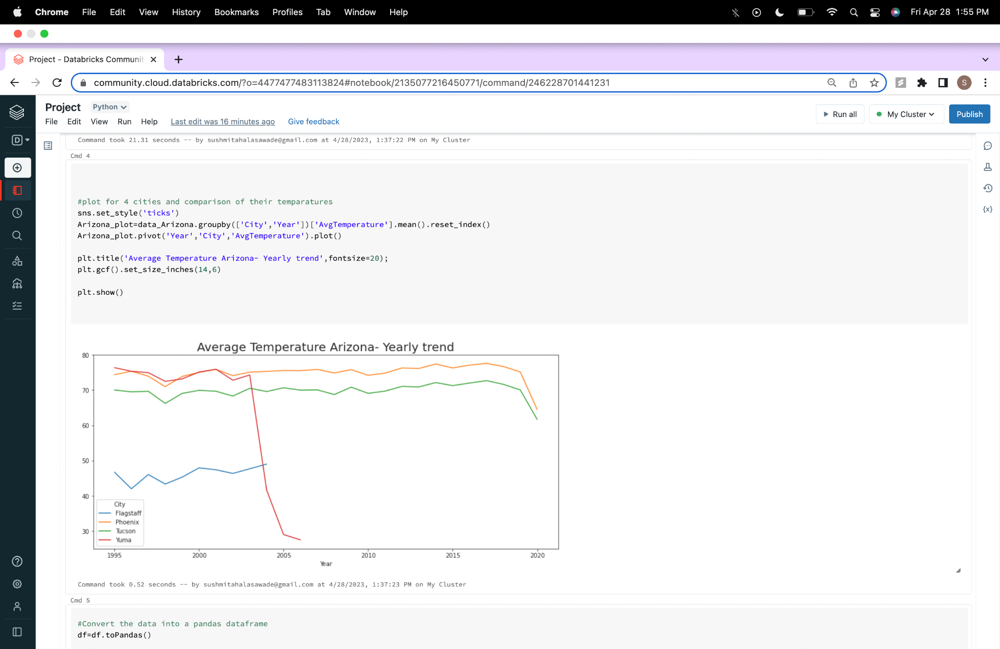 Chrome File Edit View History Bookmarks Profiles Tab Window Help Fri Apr 28 1:55 PM
Project - Databricks Communit
community.cloud.databricks.com/?o=4477477483113824#notebook/2135077216450771/command/246228701441231
S
Project Python
File Edit View Run Help Last edit was 16 minutes ago Give feedback
Run all My Cluster Publish
D
Command took 21.31 seconds -- by sushmitahalasawade@gmail.com at 4/28/2023, 1:37:22 PM on My Cluster
Cmd 4
{x}
#plot for 4 cities and comparison of their temparatures
sns.set_style('ticks')
Arizona_plot=data_Arizona.groupby(['City','Year'])['AvgTemperature'].mean().reset_index()
Arizona_plot.pivot('Year','City','AvgTemperature').plot()
plt.title('Average Temperature Arizona- Yearly trend',fontsize=20);
plt.gcf().set_size_inches(14,6)
plt.show()
Average Temperature Arizona- Yearly trend
80
70
60
50
40
30
City
Flagstaff
Phoenix
Tucson
Yuma
1995 2000 2005 2010 2015 2020
Year
Command took 0.52 seconds -- by sushmitahalasawade@gmail.com at 4/28/2023, 1:37:23 PM on My Cluster
Cmd 5
#Convert the data into a pandas dataframe
df=df.toPandas()